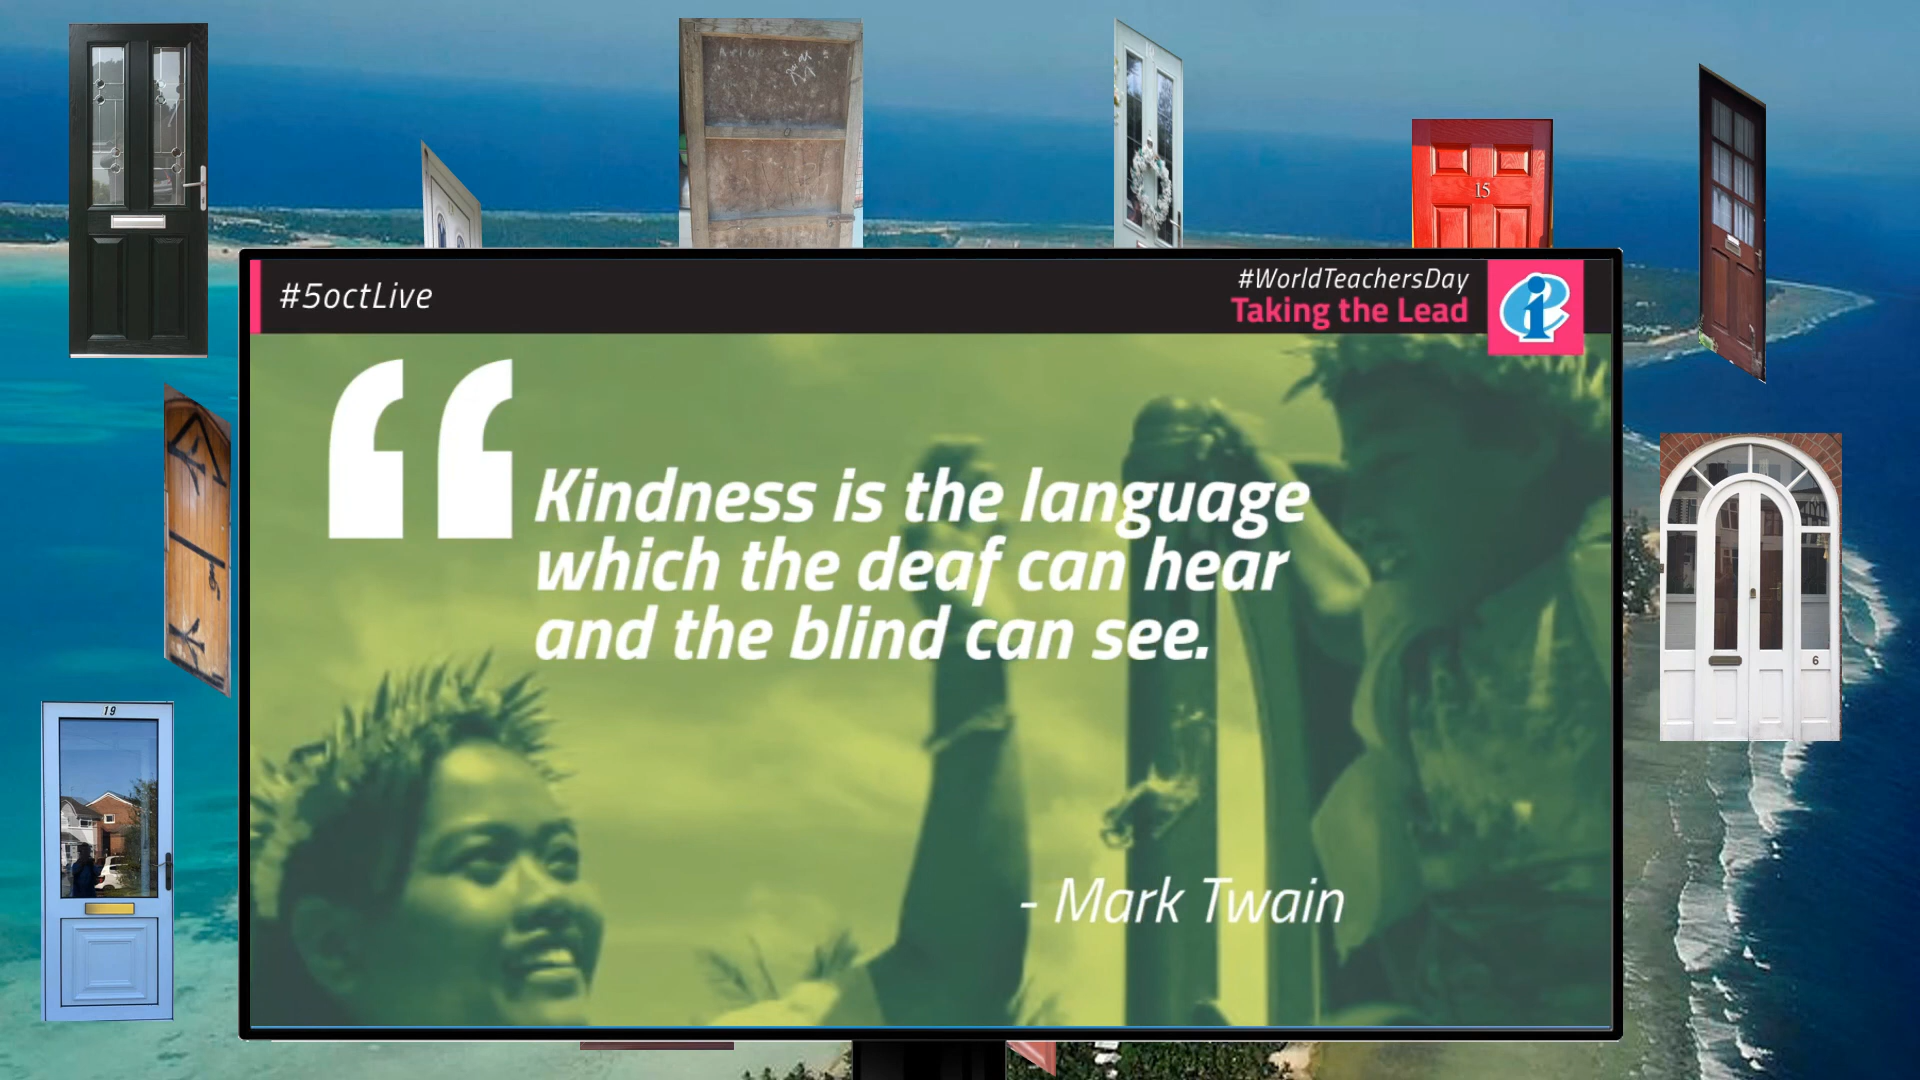 #5octLive
#WorldTeachersDay
Taking the Lead
15
“Kindness is the language
which the deaf can hear
and the blind can see.
- Mark Twain
6
19